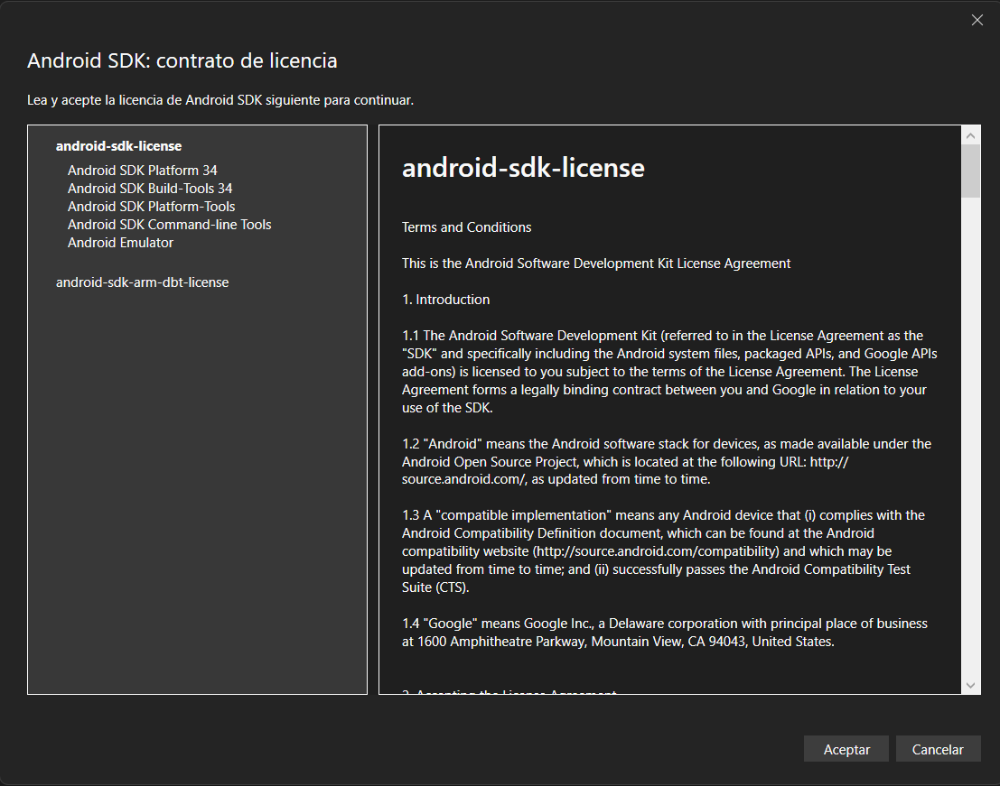 Android SDK: contrato de licencia
Lea y acepte la licencia de Android SDK siguiente para continuar.
android-sdk-license
Android SDK Platform 34
Android SDK Build-Tools 34
Android SDK Platform-Tools
Android SDK Command-line Tools
Android Emulator
android-sdk-arm-dbt-license
android-sdk-license
Terms and Conditions
This is the Android Software Development Kit License Agreement
1. Introduction
1.1 The Android Software Development Kit (referred to in the License Agreement as the
"SDK" and specifically including the Android system files, packaged APIs, and Google APIs
add-ons) is licensed to you subject to the terms of the License Agreement. The License
Agreement forms a legally binding contract between you and Google in relation to your
use of the SDK.
1.2 "Android" means the Android software stack for devices, as made available under the
Android Open Source Project, which is located at the following URL: http://
source.android.com/, as updated from time to time.
1.3 A "compatible implementation" means any Android device that (i) complies with the
Android Compatibility Definition document, which can be found at the Android
compatibility website (http://source.android.com/compatibility) and which may be
updated from time to time; and (ii) successfully passes the Android Compatibility Test
Suite (CTS).
1.4 "Google" means Google Inc., a Delaware corporation with principal place of business
at 1600 Amphitheatre Parkway, Mountain View, CA 94043, United States.
2. Accepting the License Agreement
Aceptar
Cancelar